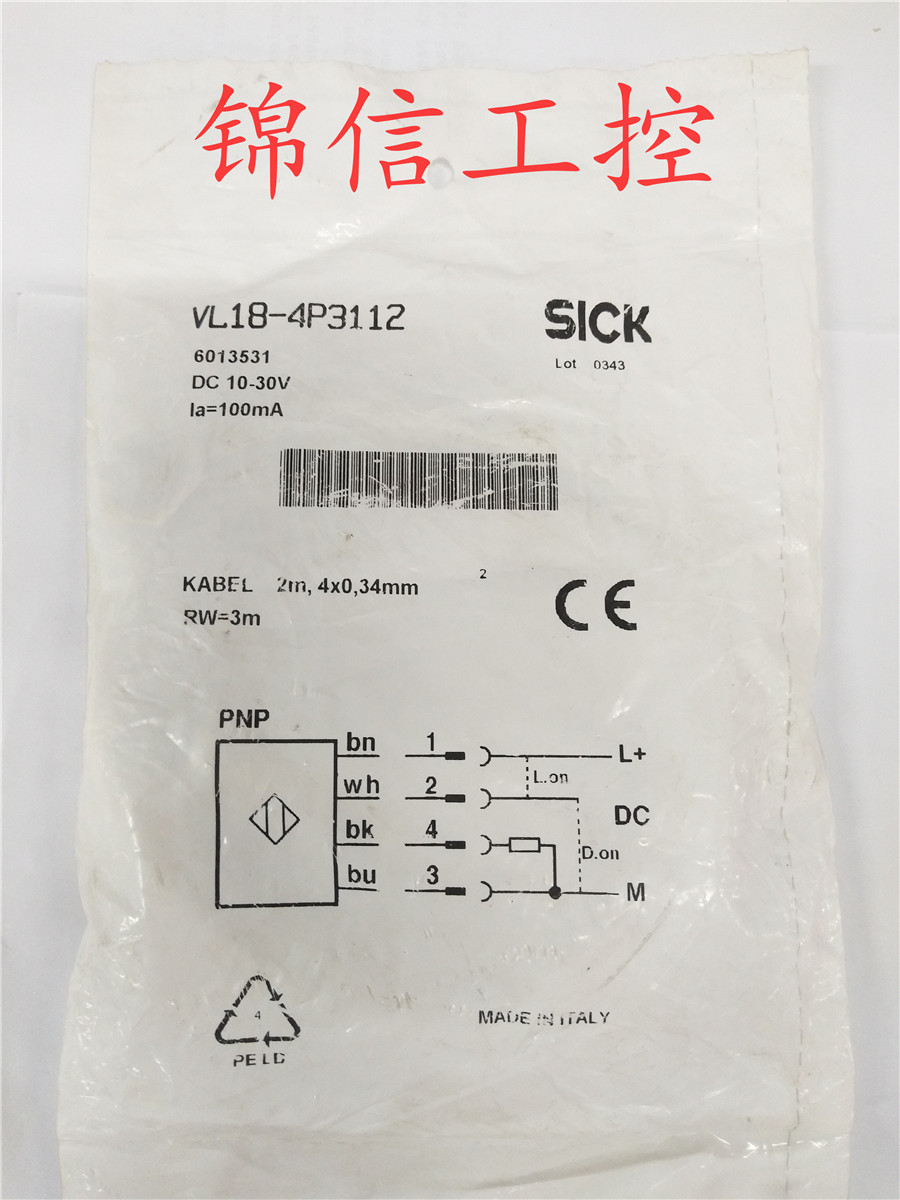 锦信工控
VL18-4P3112
SICK
6013531
Lot 0343
DC 10-30V
Ia=100mA
KABEL 2m, 4x0,34mm 2
RW=3m
CE
PNP
bn 1 L+
L.on
wh 2
DC
bk 4
D.on
bu 3 M
4
PELD
MADE IN ITALY